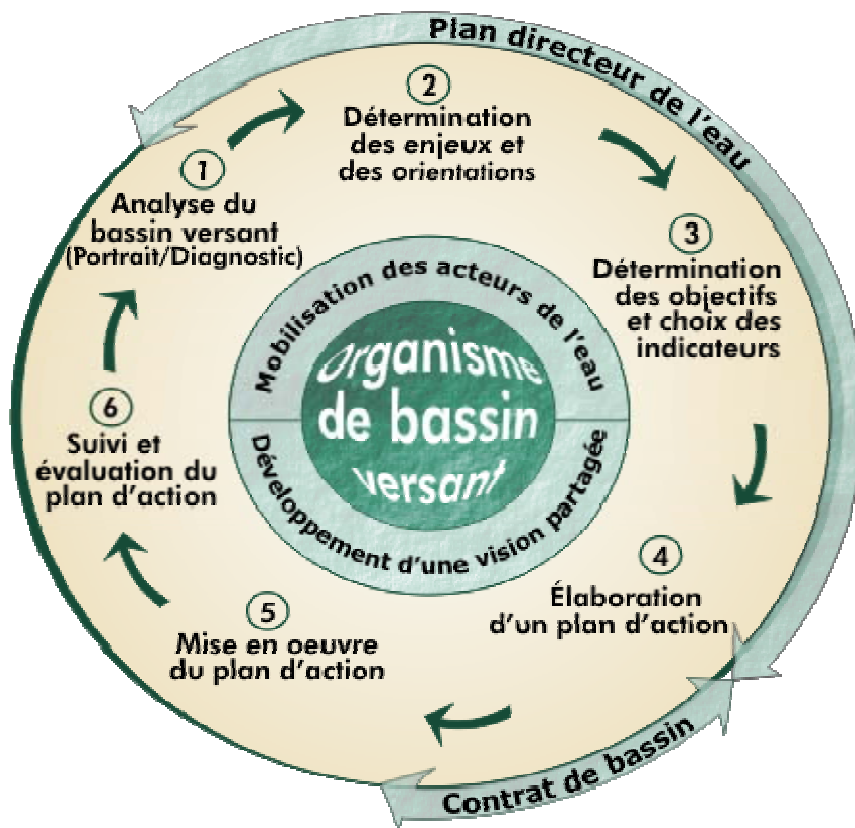 Plan directeur de l'eau
1
Analyse du
bassin versant
(Portrait/Diagnostic)
2
Détermination
des enjeux et
des orientations
3
Détermination
des objectifs
et choix des
indicateurs
4
Élaboration
d'un plan d'action
5
Mise en oeuvre
du plan d'action
6
Suivi et
évaluation du
plan d'action
Mobilisation des acteurs de l'eau
Organisme
de bassin
versant
Développement d'une vision partagée
Contrat de bassin